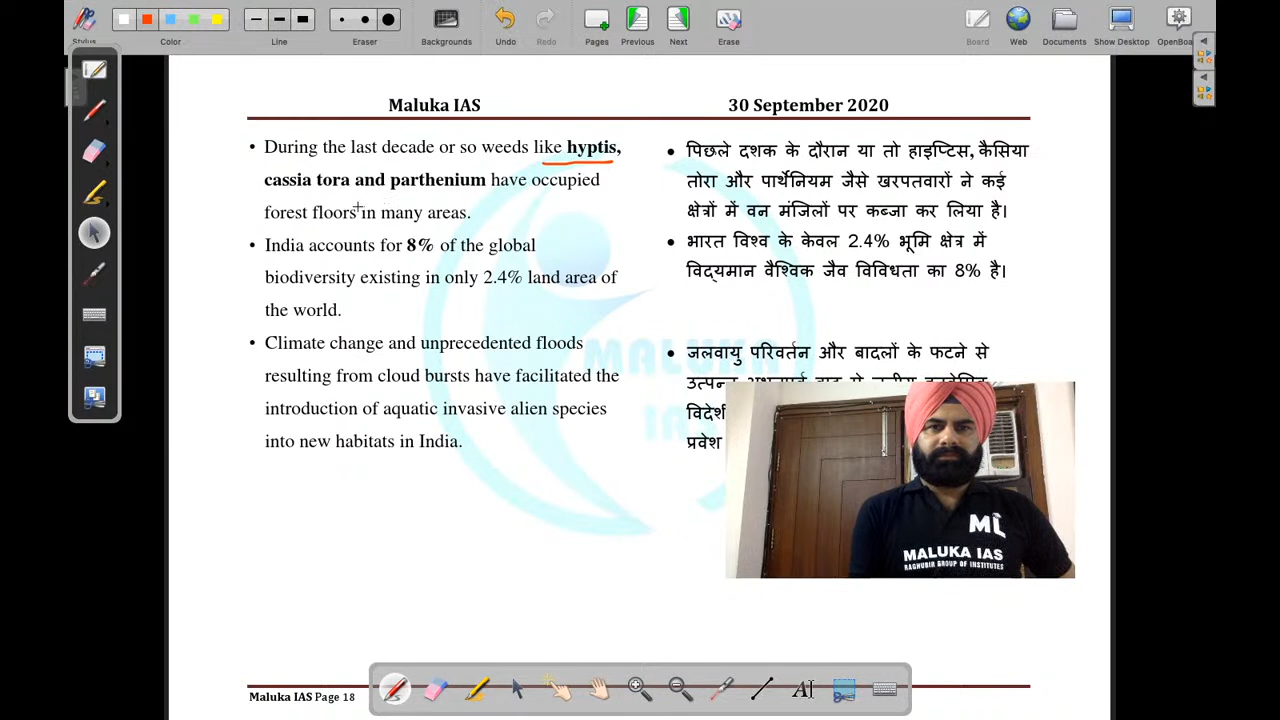 Stylus
Color
Line
Eraser
Backgrounds
Undo
Redo
Pages
Previous
Next
Erase
Board
Web
Documents
Show Desktop
OpenBoa
Maluka IAS
30 September 2020
• During the last decade or so weeds like hyptis,
cassia tora and parthenium have occupied
forest floors in many areas.
• India accounts for 8% of the global
biodiversity existing in only 2.4% land area of
the world.
• Climate change and unprecedented floods
resulting from cloud bursts have facilitated the
introduction of aquatic invasive alien species
into new habitats in India.
• पिछले दशक के दौरान या तो हाइप्टिस, कैसिया
तोरा और पार्थेनियम जैसे खरपतवारों ने कई
क्षेत्रों में वन मंजिलों पर कब्जा कर लिया है।
• भारत विश्व के केवल 2.4% भूमि क्षेत्र में
विद्यमान वैश्विक जैव विविधता का 8% है।
• जलवायु परिवर्तन और बादलों के फटने से
उत्पन्न
विदेशी
प्रवेश
MALUKA
IAS
ML
MALUKA IAS
RAGHUBIR GROUP OF INSTITUTES
Maluka IAS Page 18